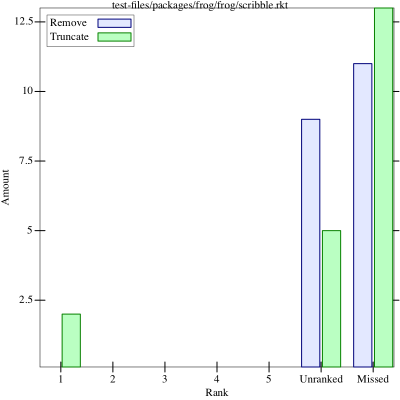 test-files/packages/frog/frog/scribble.rkt
Remove
Truncate
12.5
10
7.5
5
2.5
Amount
1 2 3 4 5 Unranked Missed
Rank